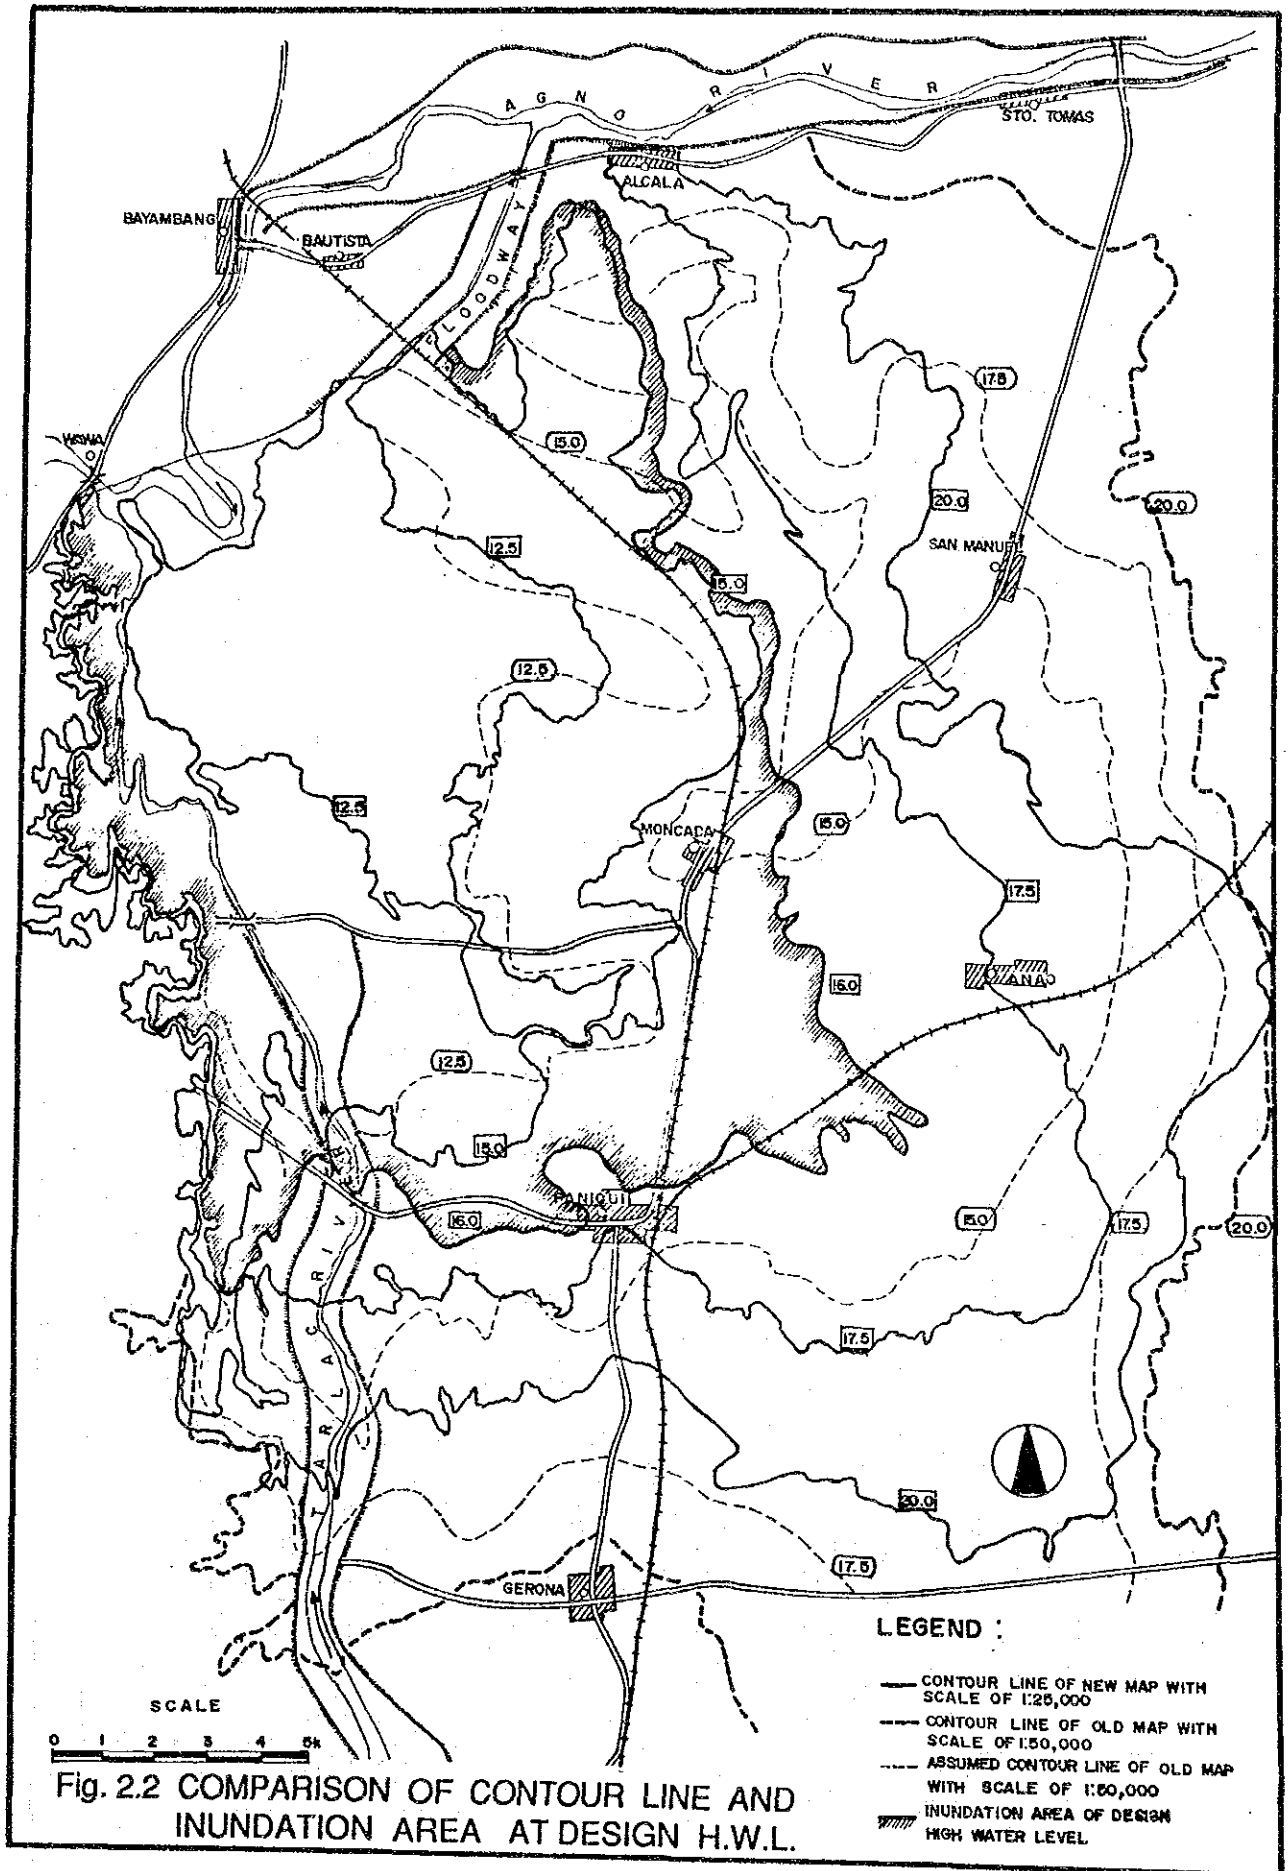 AGNO RIVER
STO. TOMAS
ALCALA
BAYAMBANG
BAUTISTA
FLOODWAY
17.5
WAWA
15.0
20.0
20.0
12.5
SAN MANUEL
15.0
12.5
12.5
MONCADA
15.0
17.5
16.0
ANAO
12.5
15.0
PANIQUI
16.0
15.0
17.5
20.0
TARLAC RIVER
17.5
20.0
17.5
GERONA
LEGEND :
CONTOUR LINE OF NEW MAP WITH
SCALE OF 1:25,000
CONTOUR LINE OF OLD MAP WITH
SCALE OF 1:50,000
ASSUMED CONTOUR LINE OF OLD MAP
WITH SCALE OF 1:50,000
INUNDATION AREA OF DESIGN
HIGH WATER LEVEL
SCALE
0 1 2 3 4 5k
Fig. 2.2 COMPARISON OF CONTOUR LINE AND
INUNDATION AREA AT DESIGN H.W.L.